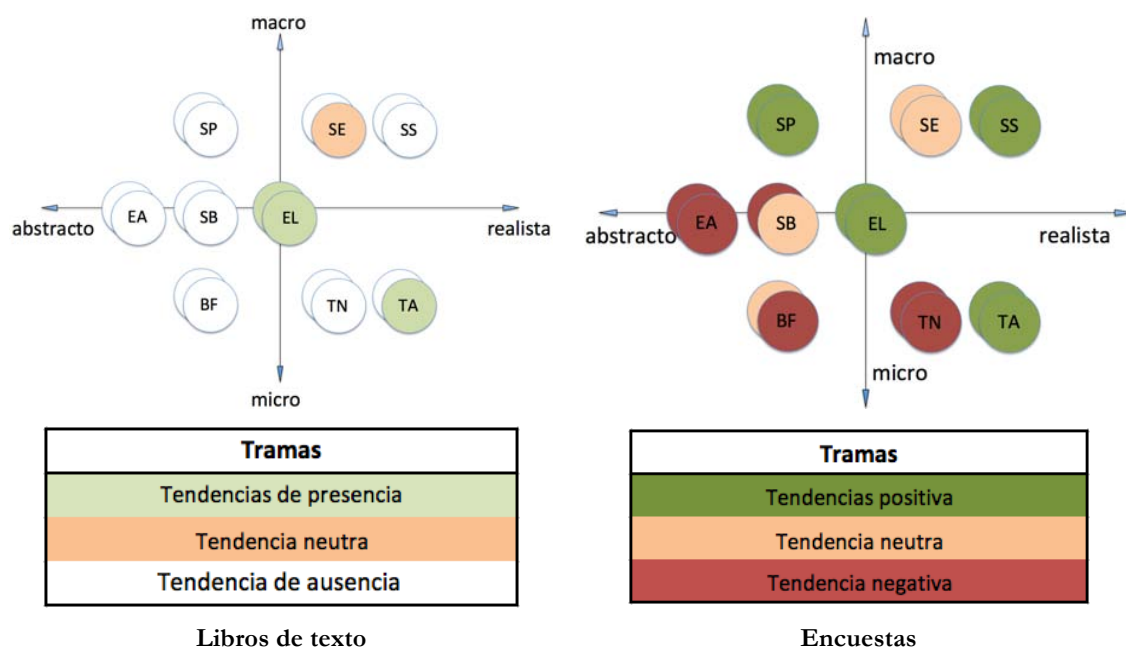 macro
SP
SE
SS
EA
SB
EL
abstracto
realista
BF
TN
TA
micro
Tramas
Tendencias de presencia
Tendencia neutra
Tendencia de ausencia
Libros de texto
macro
SP
SE
SS
EA
SB
EL
abstracto
realista
BF
TN
TA
micro
Tramas
Tendencias positiva
Tendencia neutra
Tendencia negativa
Encuestas